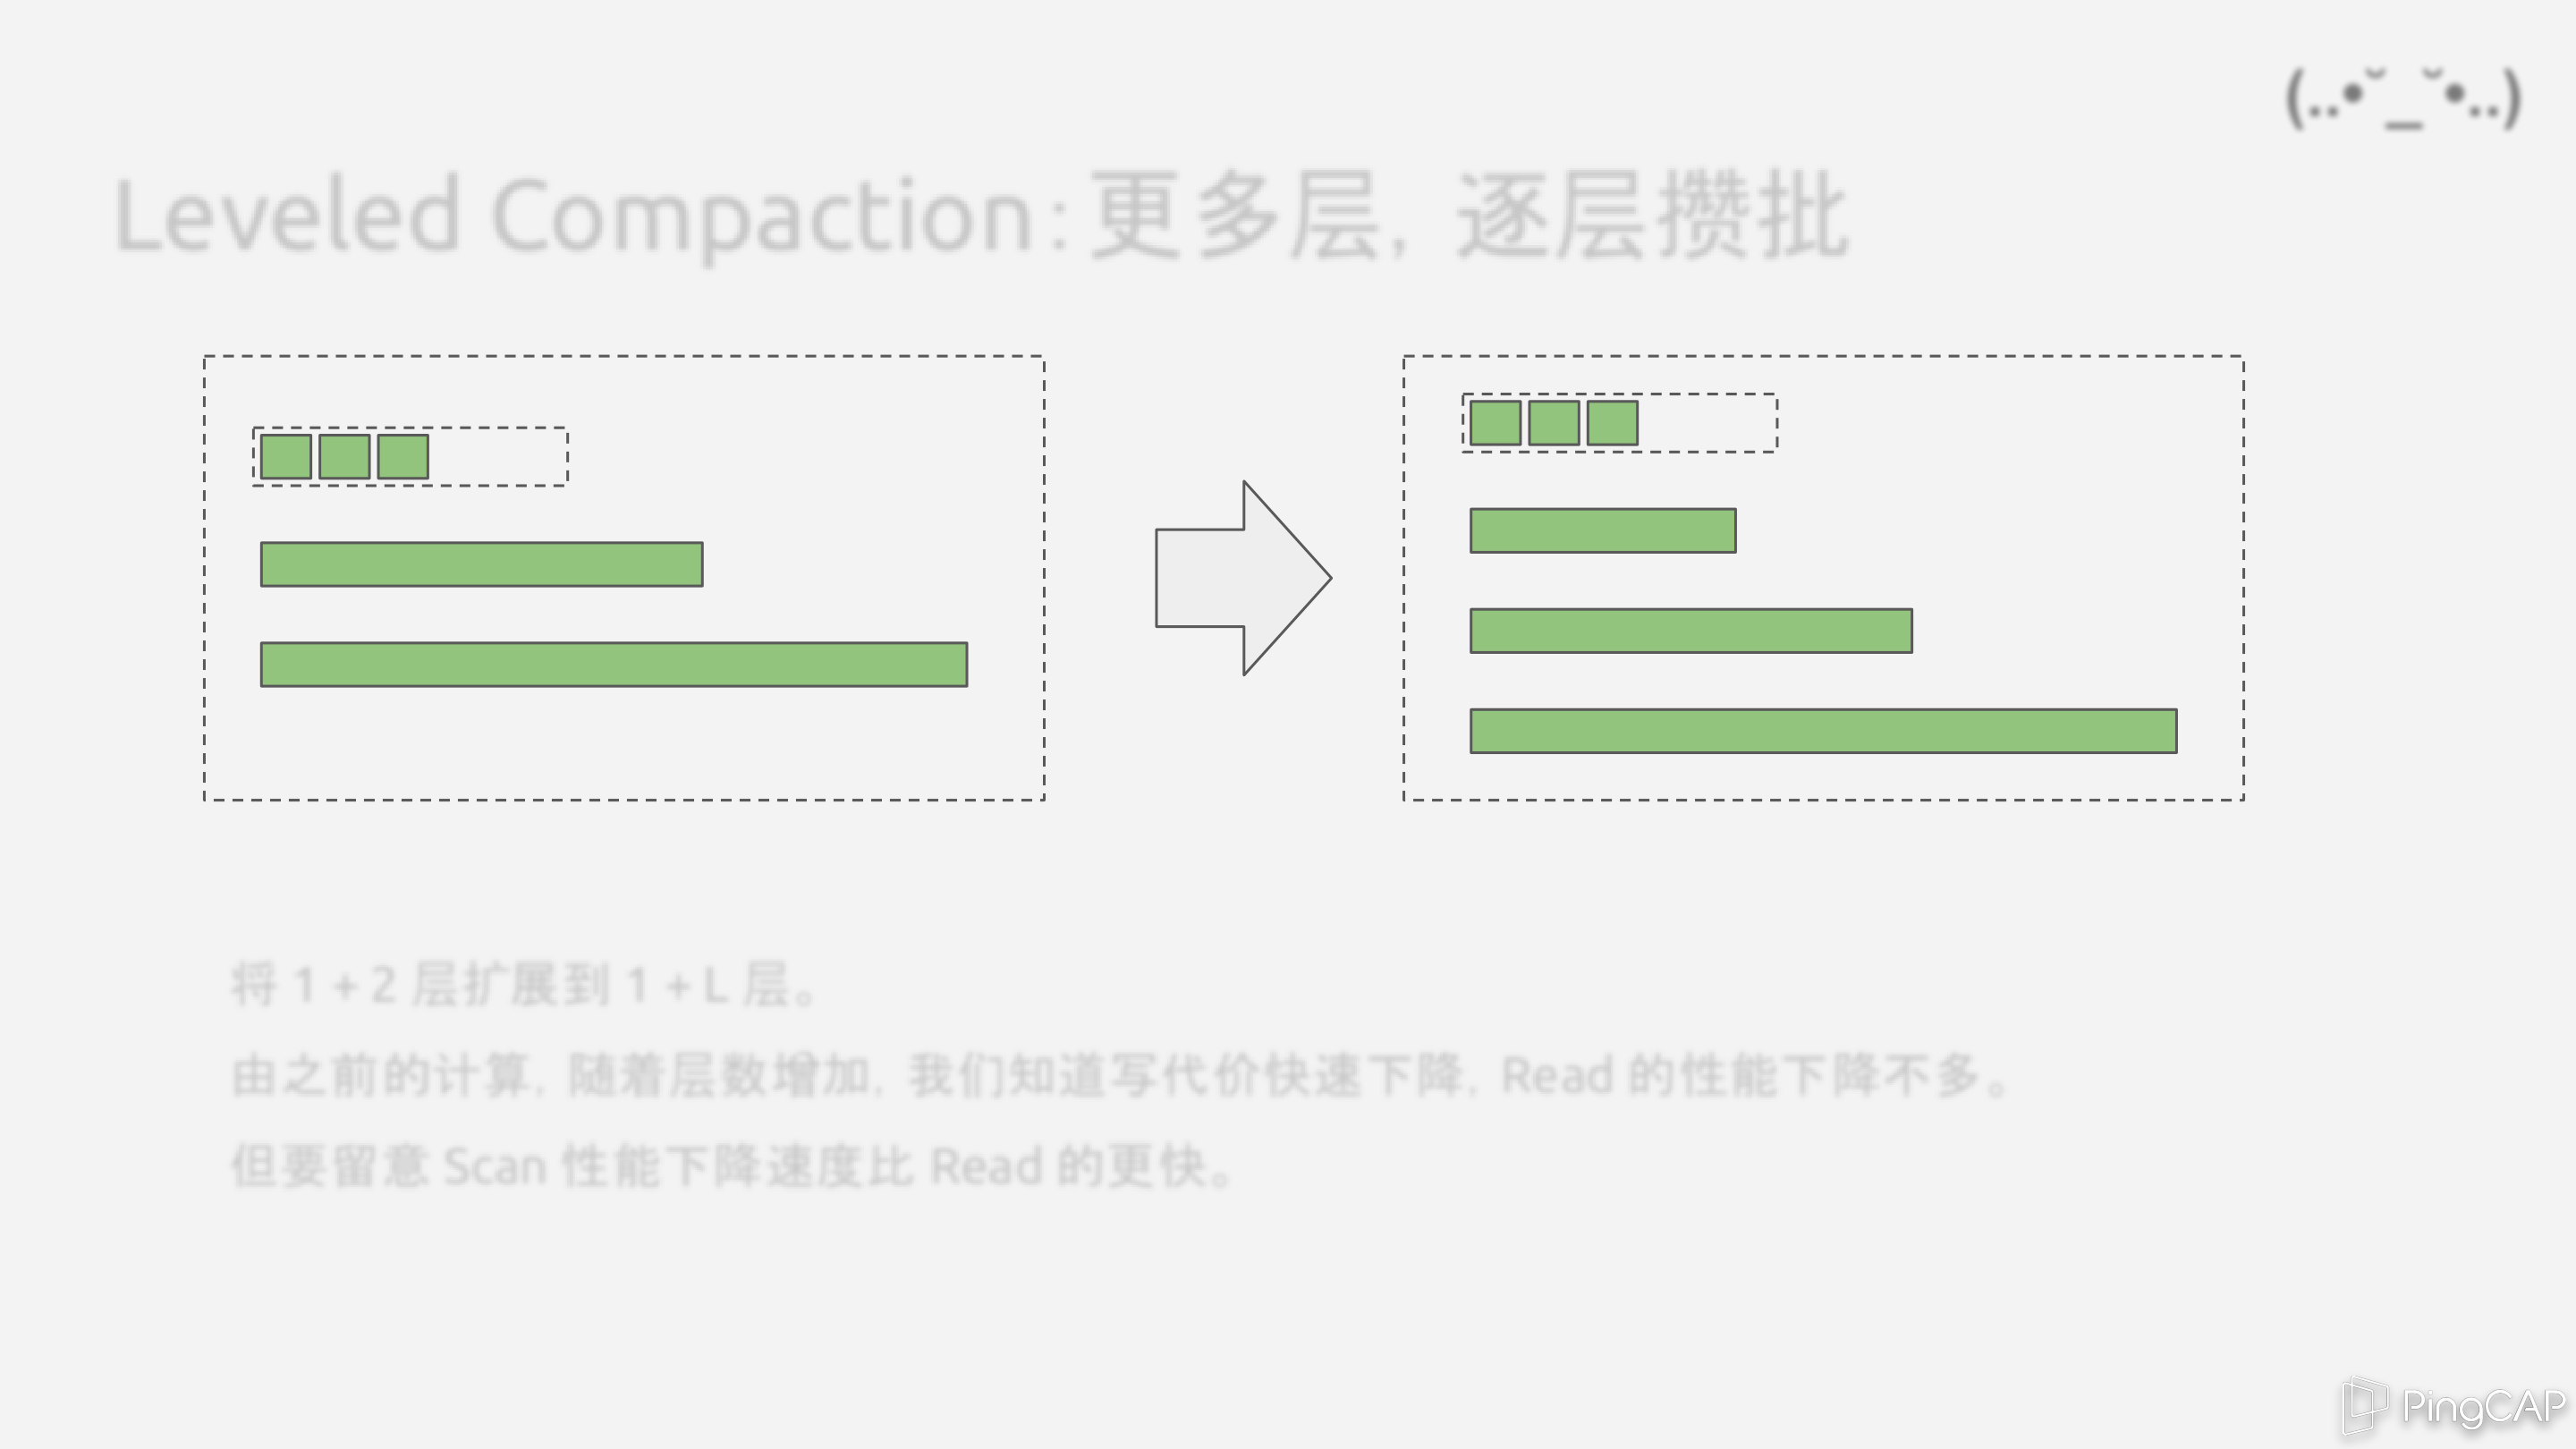 (..•˘_˘•..)
Leveled Compaction：更多层，逐层攒批
将 1 + 2 层扩展到 1 + L 层。
由之前的计算，随着层数增加，我们知道写代价快速下降，Read 的性能下降不多。
但要留意 Scan 性能下降速度比 Read 的更快。
PingCAP